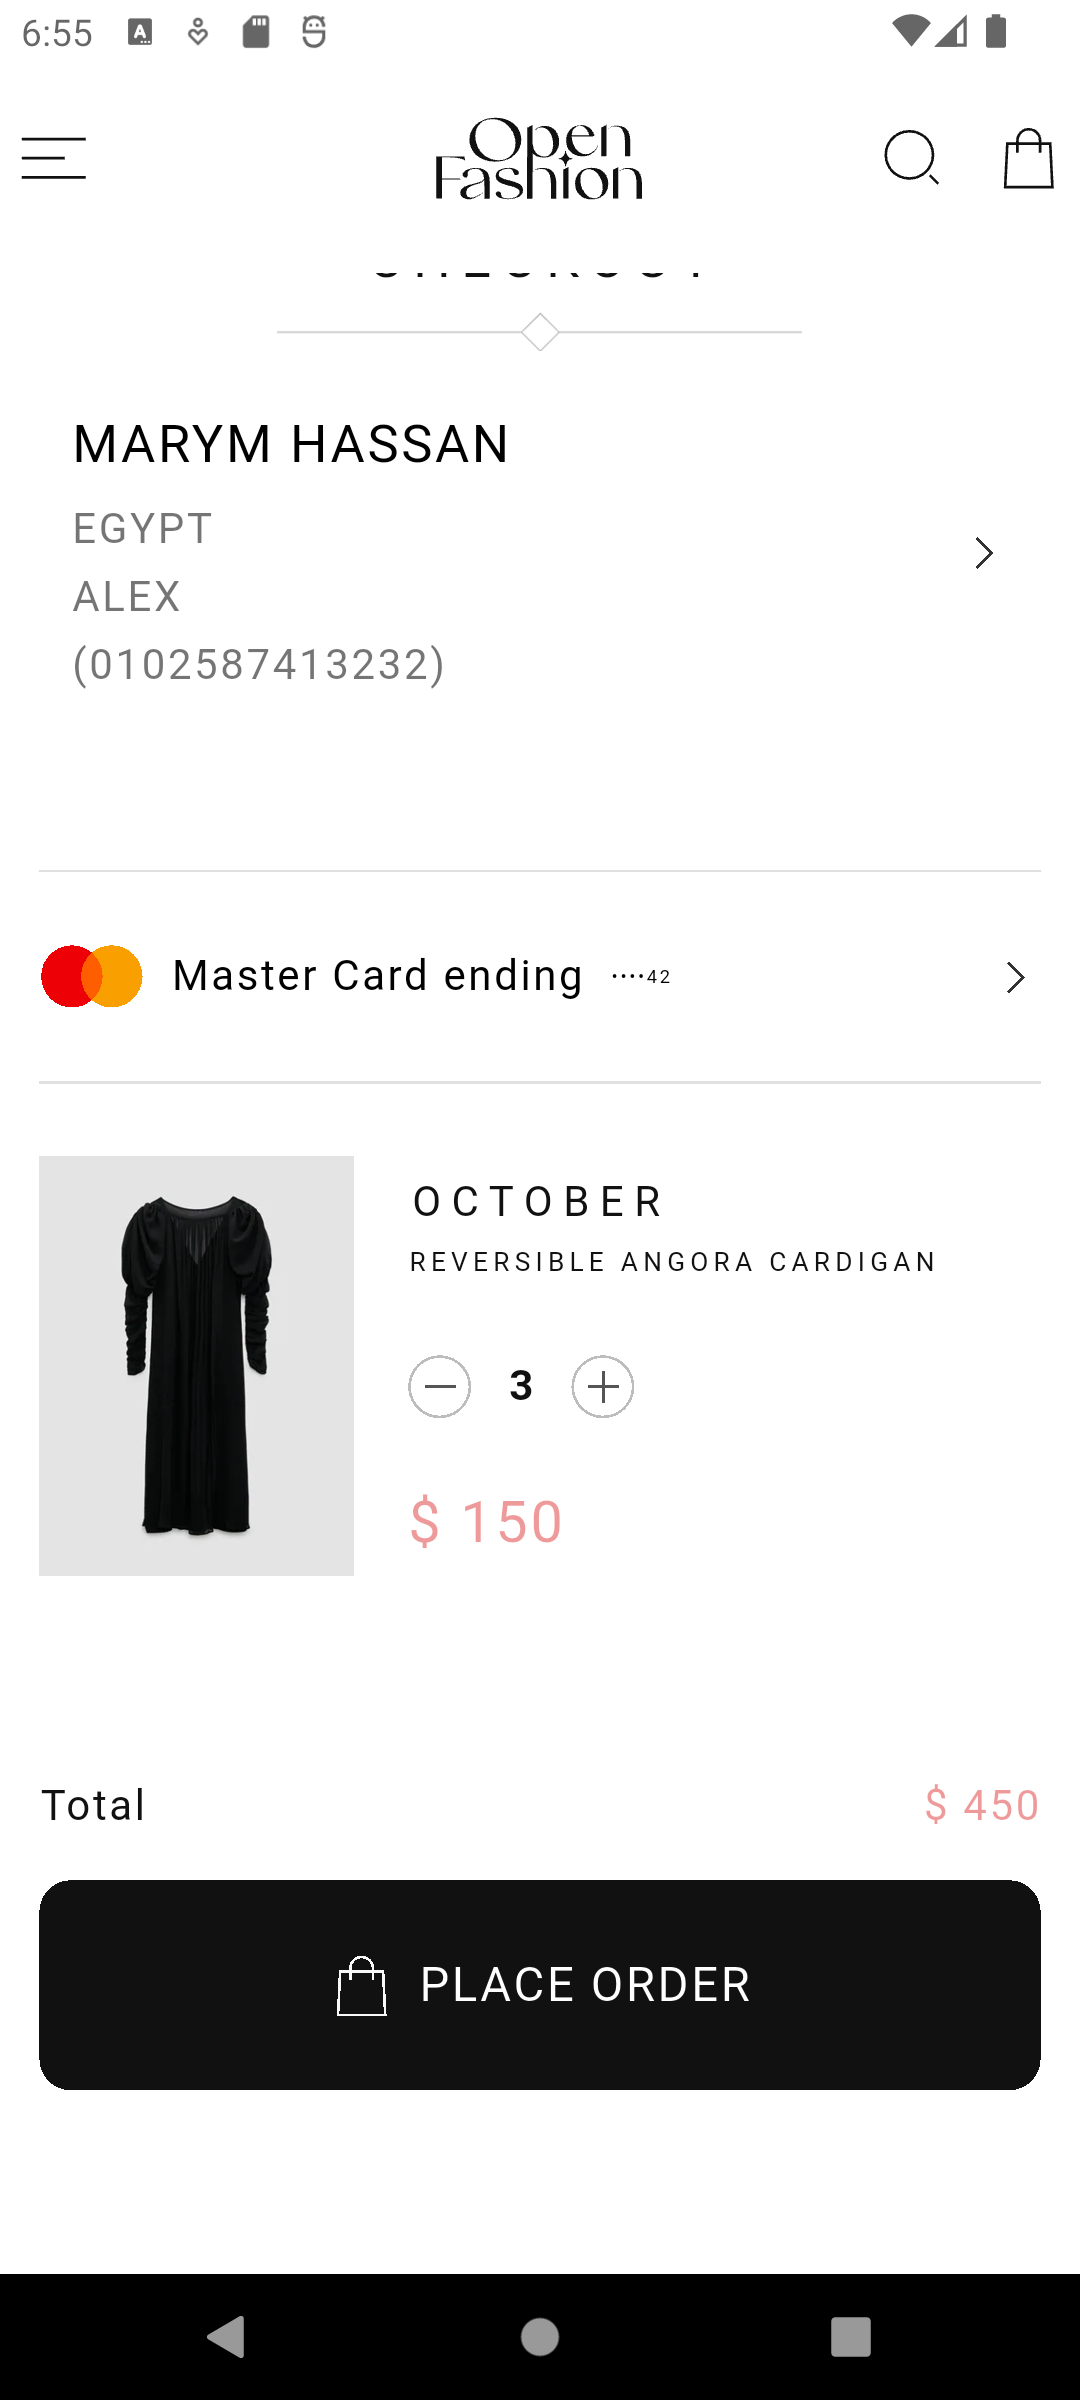 6:55
Open
Fashion
CHECKOUT
MARYM HASSAN
EGYPT
ALEX
(0102587413232)
Master Card ending ····42
OCTOBER
REVERSIBLE ANGORA CARDIGAN
3
$ 150
Total
$ 450
PLACE ORDER